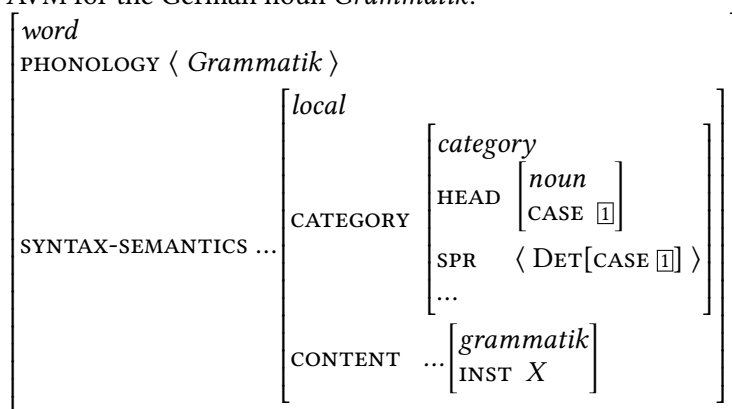 AVM for the German noun Grammatik:
word
PHONOLOGY ⟨ Grammatik ⟩
local
category
HEAD noun
CASE 1
CATEGORY
SYNTAX-SEMANTICS ...
SPR ⟨ DET[CASE 1] ⟩
...
grammatik
CONTENT ...
INST X